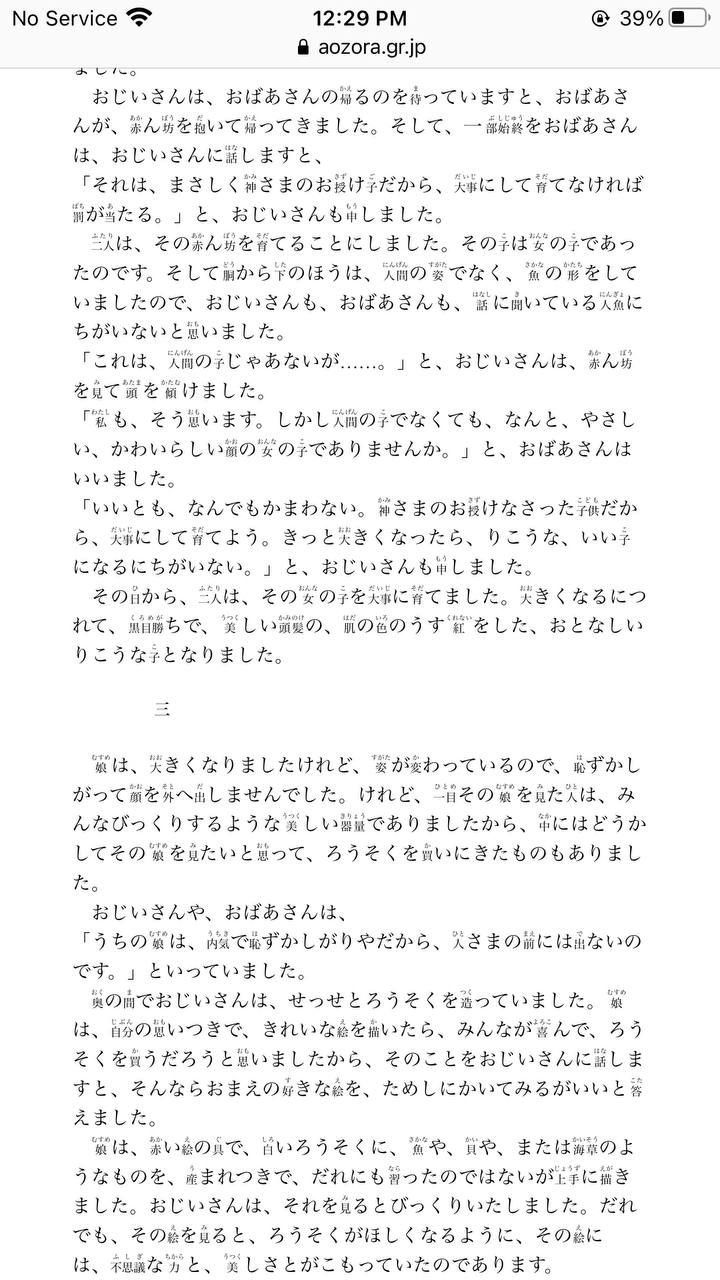 No Service 12:29 PM 39%
aozora.gr.jp
ました。
　おじいさんは、おばあさんの帰るのを待っていますと、おばあさ
んが、赤ん坊を抱いて帰ってきました。そして、一部始終をおばあさん
は、おじいさんに話しますと、
「それは、まさしく神さまのお授け子だから、大事にして育てなければ
罰が当たる。」と、おじいさんも申しました。
　二人は、その赤ん坊を育てることにしました。その子は女の子であっ
たのです。そして胴から下のほうは、人間の姿でなく、魚の形をして
いましたので、おじいさんも、おばあさんも、話に聞いている人魚に
ちがいないと思いました。
「これは、人間の子じゃあないが……。」と、おじいさんは、赤ん坊
を見て頭を傾けました。
「私も、そう思います。しかし人間の子でなくても、なんと、やさし
い、かわいらしい顔の女の子でありませんか。」と、おばあさんは
いいました。
「いいとも、なんでもかまわない。神さまのお授けなさった子供だか
ら、大事にして育てよう。きっと大きくなったら、りこうな、いい子
になるにちがいない。」と、おじいさんも申しました。
　その日から、二人は、その女の子を大事に育てました。大きくなるにつ
れて、黒目勝ちで、美しい頭髪の、肌の色のうす紅をした、おとなしい
りこうな子となりました。
三
　娘は、大きくなりましたけれど、姿が変わっているので、恥ずかし
がって顔を外へ出しませんでした。けれど、一目その娘を見た人は、み
んなびっくりするような美しい器量でありましたから、中にはどうか
してその娘を見たいと思って、ろうそくを買いにきたものもありまし
た。
　おじいさんや、おばあさんは、
「うちの娘は、内気で恥ずかしがりやだから、人さまの前には出ないの
です。」といっていました。
　奥の間でおじいさんは、せっせとろうそくを造っていました。娘
は、自分の思いつきで、きれいな絵を描いたら、みんなが喜んで、ろう
そくを買うだろうと思いましたから、そのことをおじいさんに話しま
すと、そんならおまえの好きな絵を、ためしにかいてみるがいいと答
えました。
　娘は、赤い絵の具で、白いろうそくに、魚や、貝や、または海草のよ
うなものを、産まれつきで、だれにも習ったのではないが上手に描き
ました。おじいさんは、それを見るとびっくりいたしました。だれ
でも、その絵を見ると、ろうそくがほしくなるように、その絵に
は、不思議な力と、美しさとがこもっていたのであります。